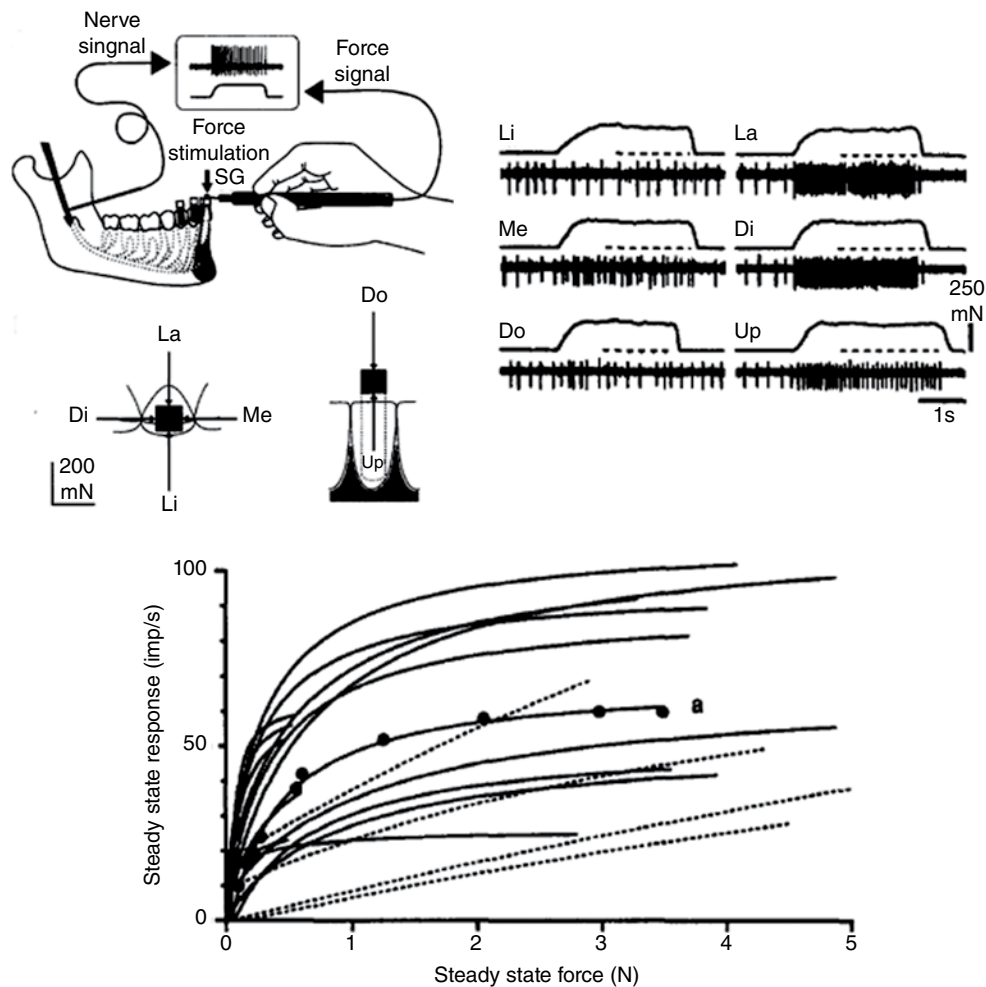 Nerve
singnal
Force
signal
Force
stimulation
SG
Li
La
Me
Di
Do
Up
250
mN
1s
La
Di
Me
Li
200
mN
Do
Up
100
50
0
Steady state response (imp/s)
a
0 1 2 3 4 5
Steady state force (N)